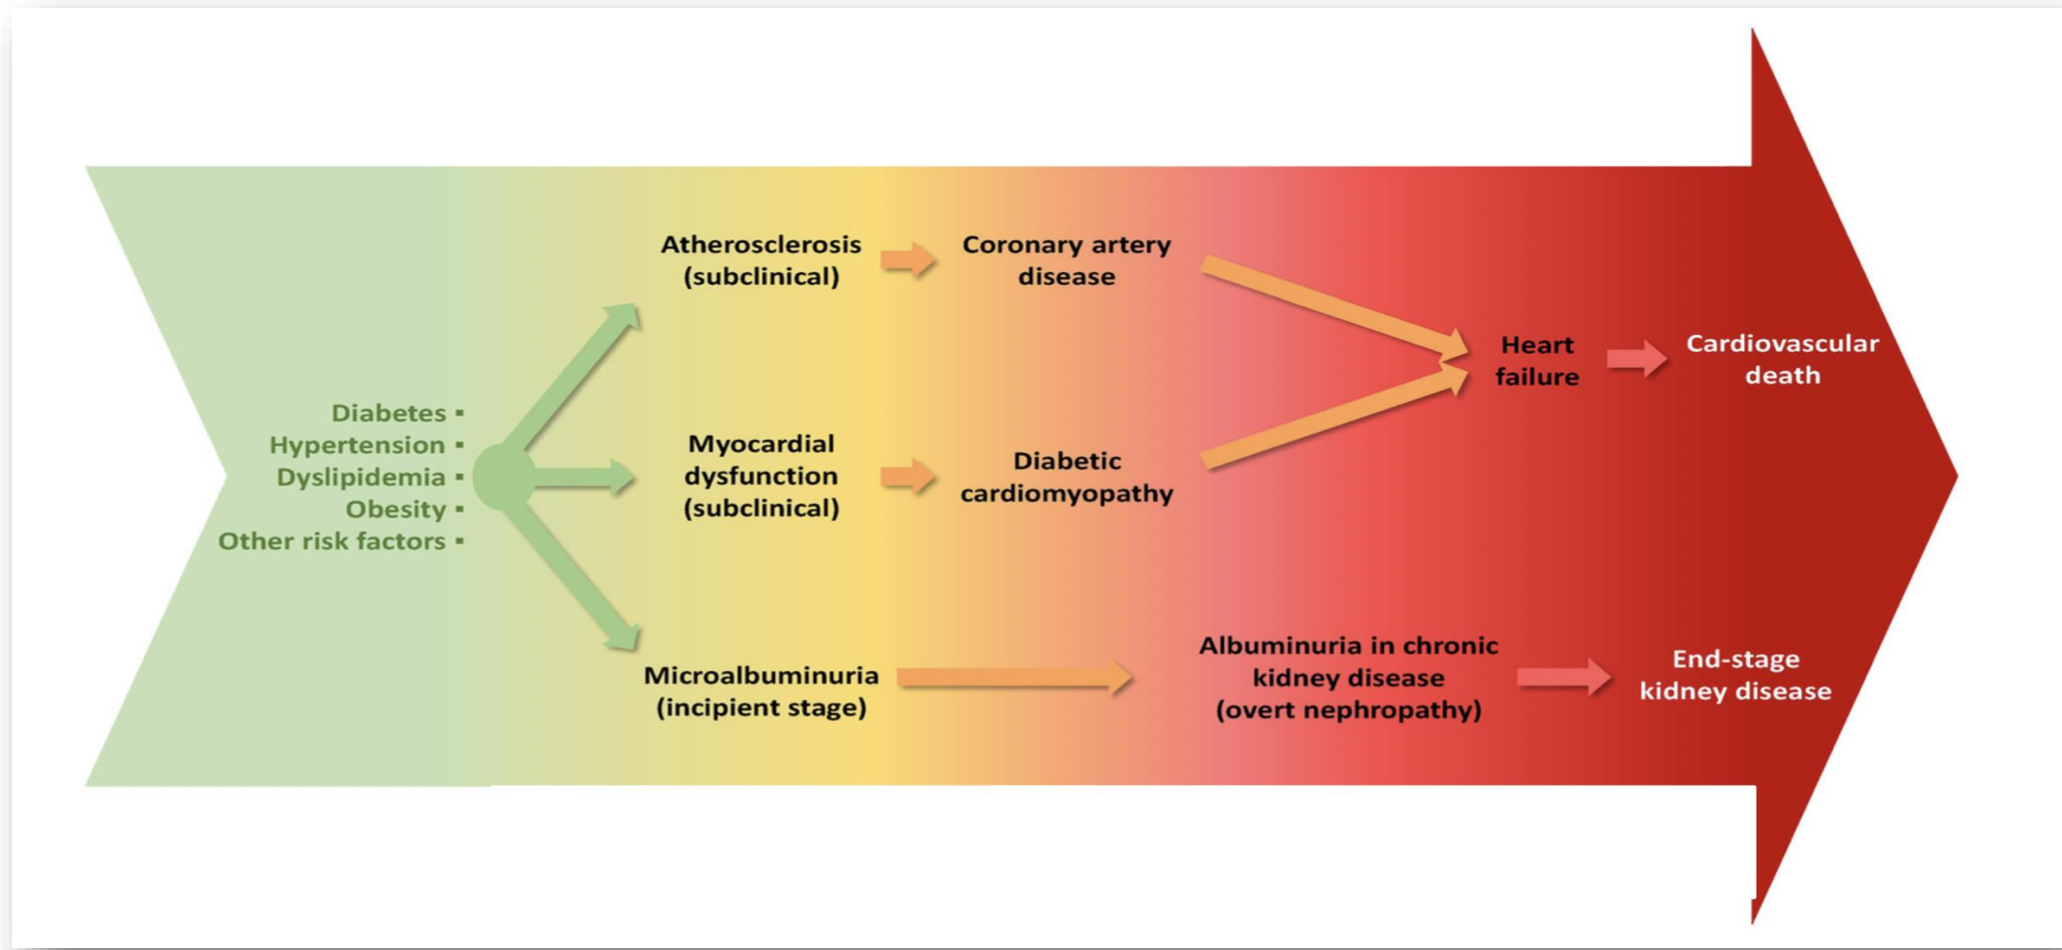 Diabetes ▪
Hypertension ▪
Dyslipidemia ▪
Obesity ▪
Other risk factors ▪
Atherosclerosis
(subclinical)
Coronary artery
disease
Myocardial
dysfunction
(subclinical)
Diabetic
cardiomyopathy
Heart
failure
Cardiovascular
death
Microalbuminuria
(incipient stage)
Albuminuria in chronic
kidney disease
(overt nephropathy)
End-stage
kidney disease